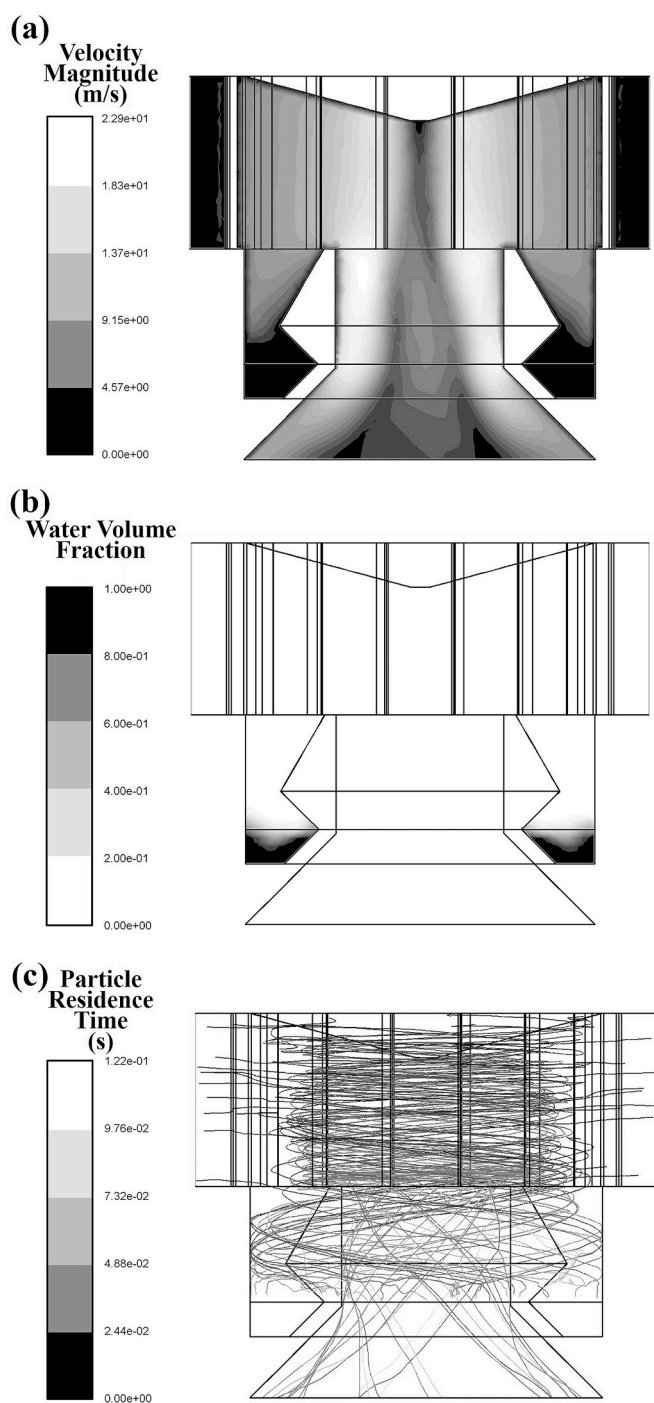 (a)
Velocity
Magnitude
(m/s)
2.29e+01
1.83e+01
1.37e+01
9.15e+00
4.57e+00
0.00e+00
(b)
Water Volume
Fraction
1.00e+00
8.00e-01
6.00e-01
4.00e-01
2.00e-01
0.00e+00
(c) Particle
Residence
Time
(s)
1.22e-01
9.76e-02
7.32e-02
4.88e-02
2.44e-02
0.00e+00